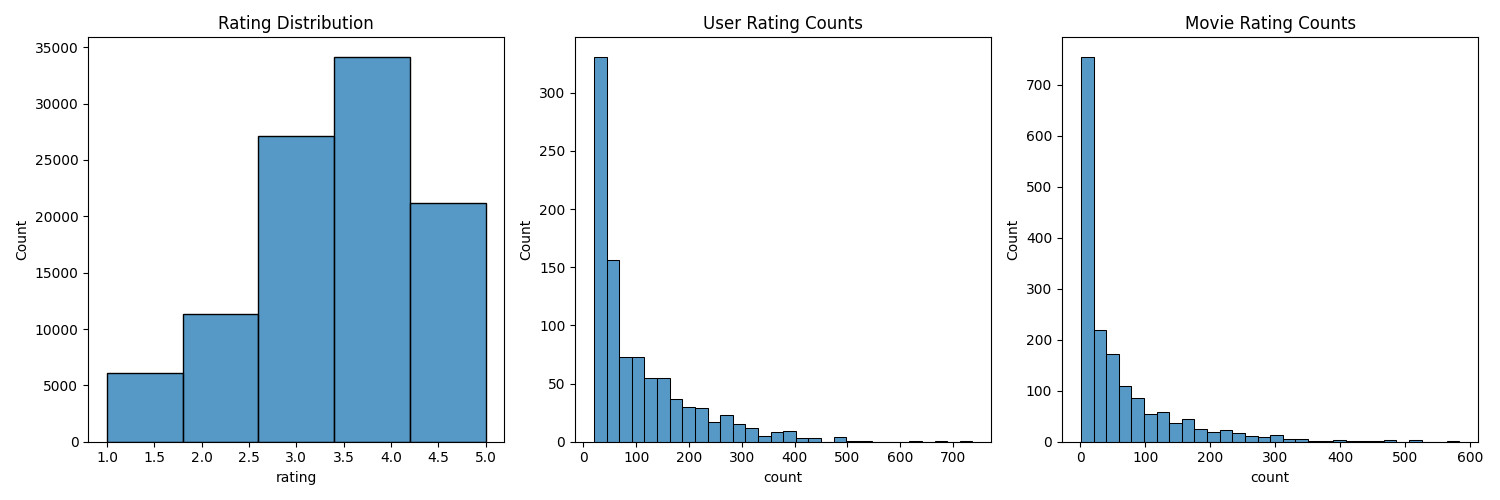 Rating Distribution
Count
35000
30000
25000
20000
15000
10000
5000
0
1.0 1.5 2.0 2.5 3.0 3.5 4.0 4.5 5.0
rating
User Rating Counts
Count
300
250
200
150
100
50
0
0 100 200 300 400 500 600 700
count
Movie Rating Counts
Count
700
600
500
400
300
200
100
0
0 100 200 300 400 500 600
count